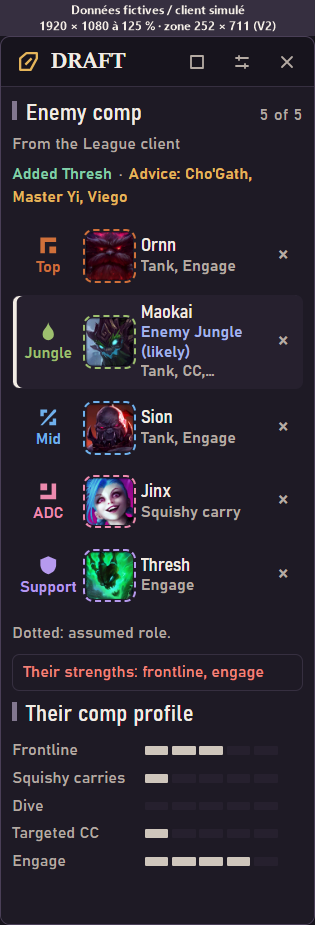 Données fictives / client simulé
1920 × 1080 à 125 % · zone 252 × 711 (V2)
DRAFT
Enemy comp
5 of 5
From the League client
Added Thresh · Advice: Cho'Gath,
Master Yi, Viego
Top
Ornn
Tank, Engage
×
Jungle
Maokai
Enemy Jungle
(likely)
Tank, CC,...
×
Mid
Sion
Tank, Engage
×
ADC
Jinx
Squishy carry
×
Support
Thresh
Engage
×
Dotted: assumed role.
Their strengths: frontline, engage
Their comp profile
Frontline
Squishy carries
Dive
Targeted CC
Engage